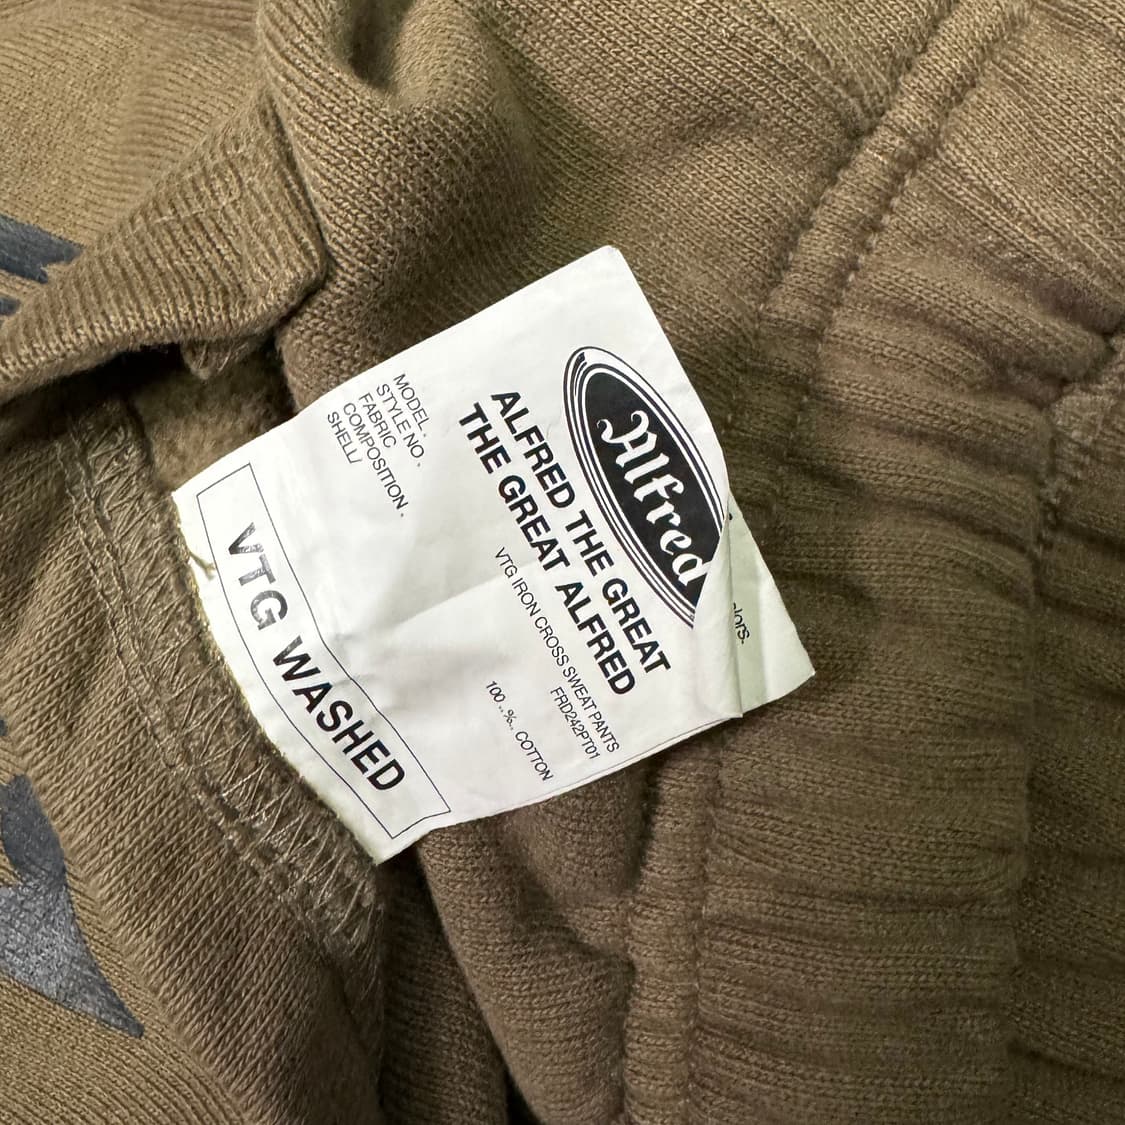 Alfred
ALFRED THE GREAT
THE GREAT ALFRED
MODEL . VTG IRON CROSS SWEAT PANTS
STYLE NO . FRD242PT01
FABRIC
COMPOSITION .
SHELL/ 100 ..%.. COTTON
VTG WASHED